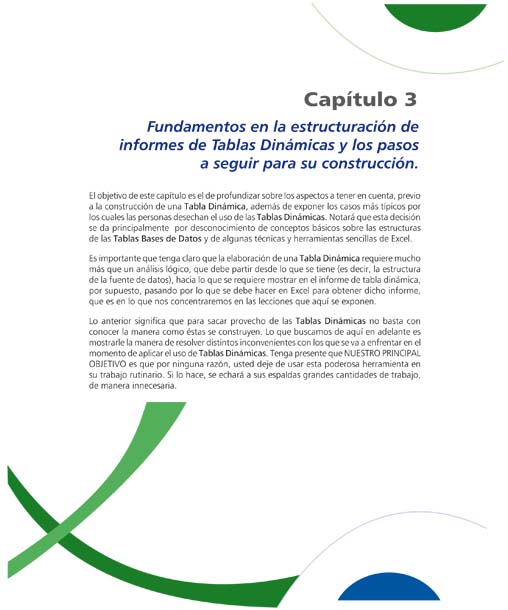 Capítulo 3
Fundamentos en la estructuración de
informes de Tablas Dinámicas y los pasos
a seguir para su construcción.
El objetivo de este capítulo es el de profundizar sobre los aspectos a tener en cuenta, previo
a la construcción de una Tabla Dinámica, además de exponer los casos más típicos por
los cuales las personas desechan el uso de las Tablas Dinámicas. Notará que esta decisión
se da principalmente por desconocimiento de conceptos básicos sobre las estructuras
de las Tablas Bases de Datos y de algunas técnicas y herramientas sencillas de Excel.
Es importante que tenga claro que la elaboración de una Tabla Dinámica requiere mucho
más que un análisis lógico, que debe partir desde lo que se tiene (es decir, la estructura
de la fuente de datos), hacia lo que se requiere mostrar en el informe de tabla dinámica,
por supuesto, pasando por lo que se debe hacer en Excel para obtener dicho informe,
que es en lo que nos concentraremos en las lecciones que aquí se exponen.
Lo anterior significa que para sacar provecho de las Tablas Dinámicas no basta con
conocer la manera como éstas se construyen. Lo que buscamos de aquí en adelante es
mostrarle la manera de resolver distintos inconvenientes con los que se va a enfrentar en el
momento de aplicar el uso de Tablas Dinámicas. Tenga presente que NUESTRO PRINCIPAL
OBJETIVO es que por ninguna razón, usted deje de usar esta poderosa herramienta en
su trabajo rutinario. Si lo hace, se echará a sus espaldas grandes cantidades de trabajo,
de manera innecesaria.